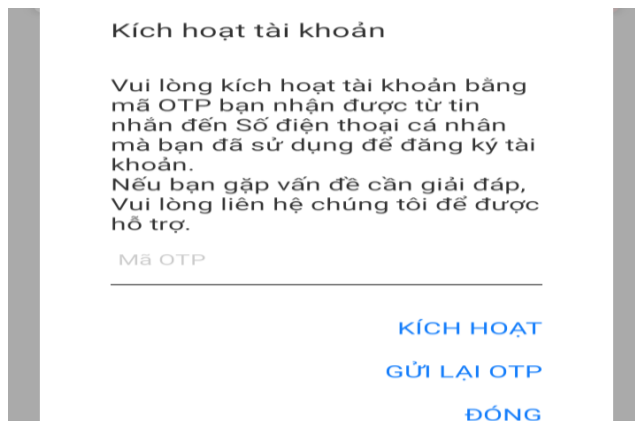 Kích hoạt tài khoản
Vui lòng kích hoạt tài khoản bằng
mã OTP bạn nhận được từ tin
nhắn đến Số điện thoại cá nhân
mà bạn đã sử dụng để đăng ký tài
khoản.
Nếu bạn gặp vấn đề cần giải đáp,
Vui lòng liên hệ chúng tôi để được
hỗ trợ.
Mã OTP
KÍCH HOẠT
GỬI LẠI OTP
ĐÓNG